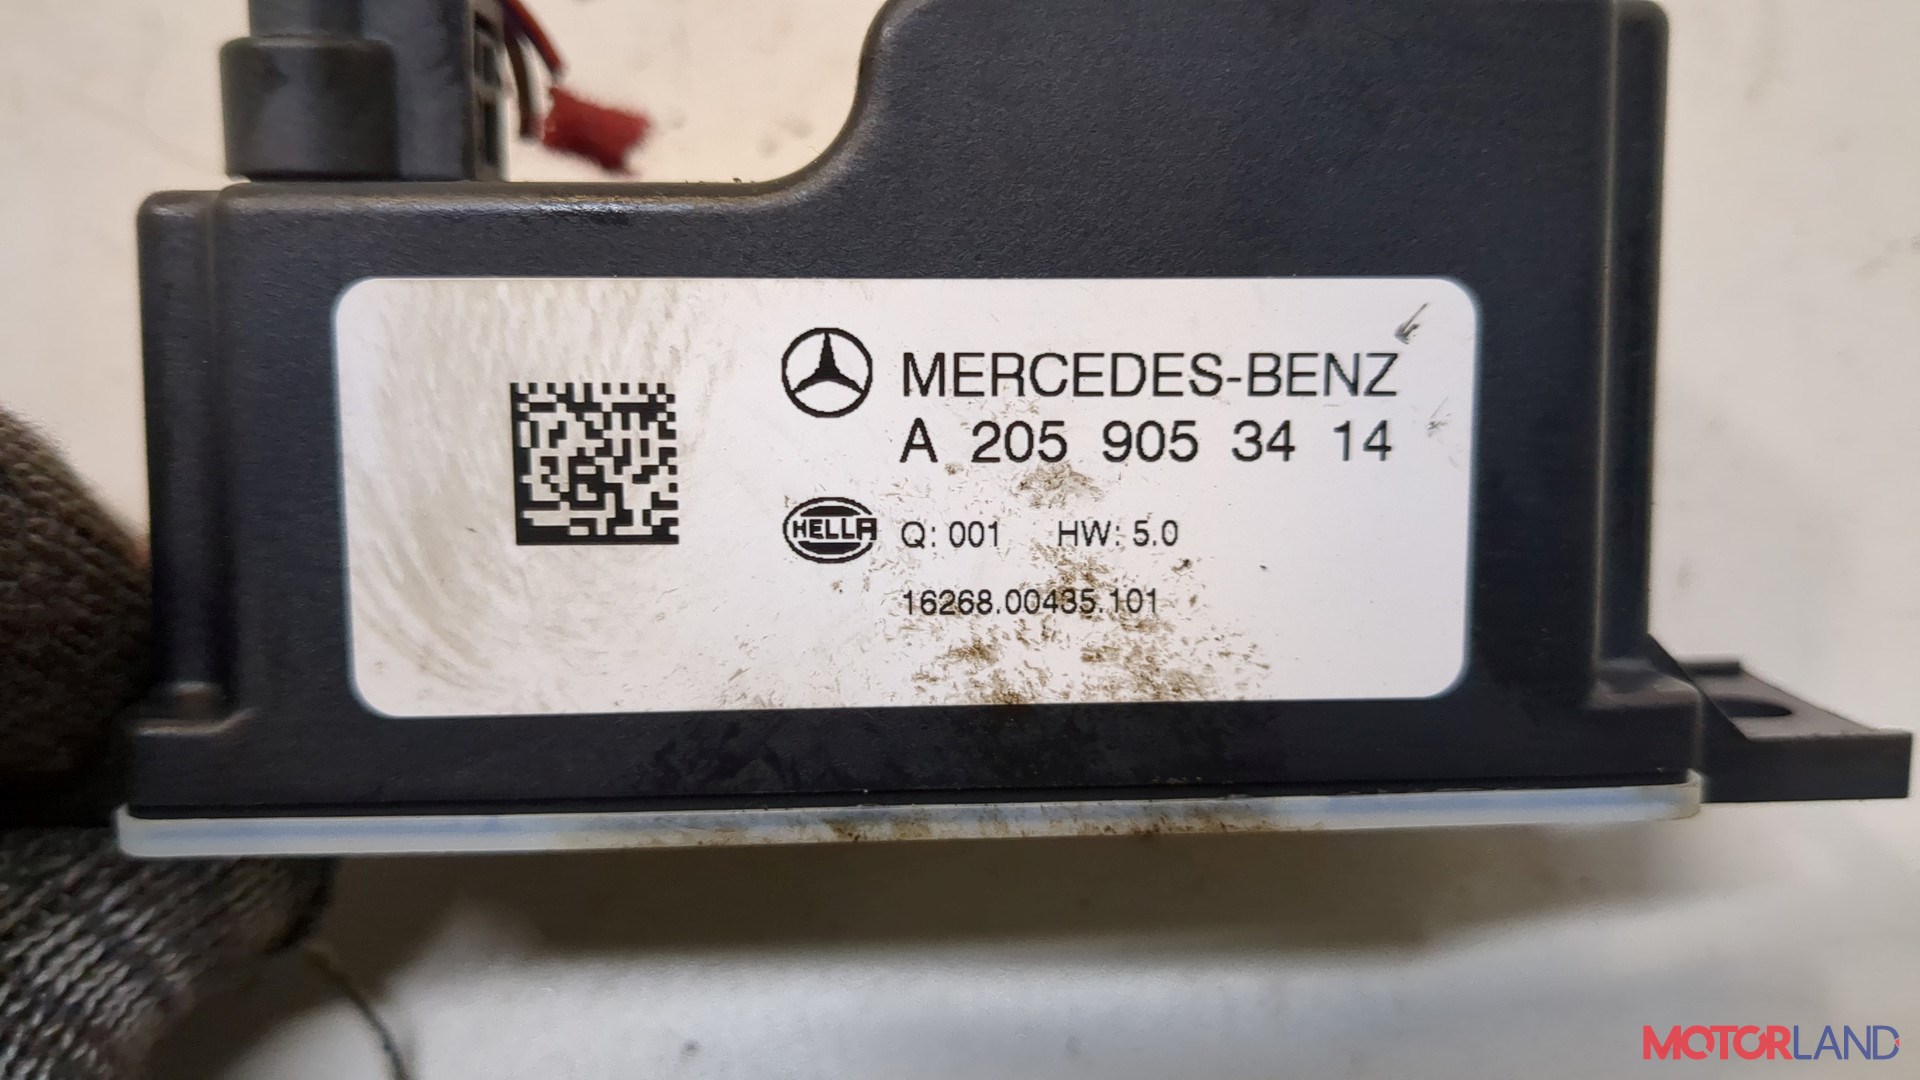 MERCEDES-BENZ
A 205 905 34 14
HELLA Q: 001 HW: 5.0
16268.00435.101
MOTORLAND